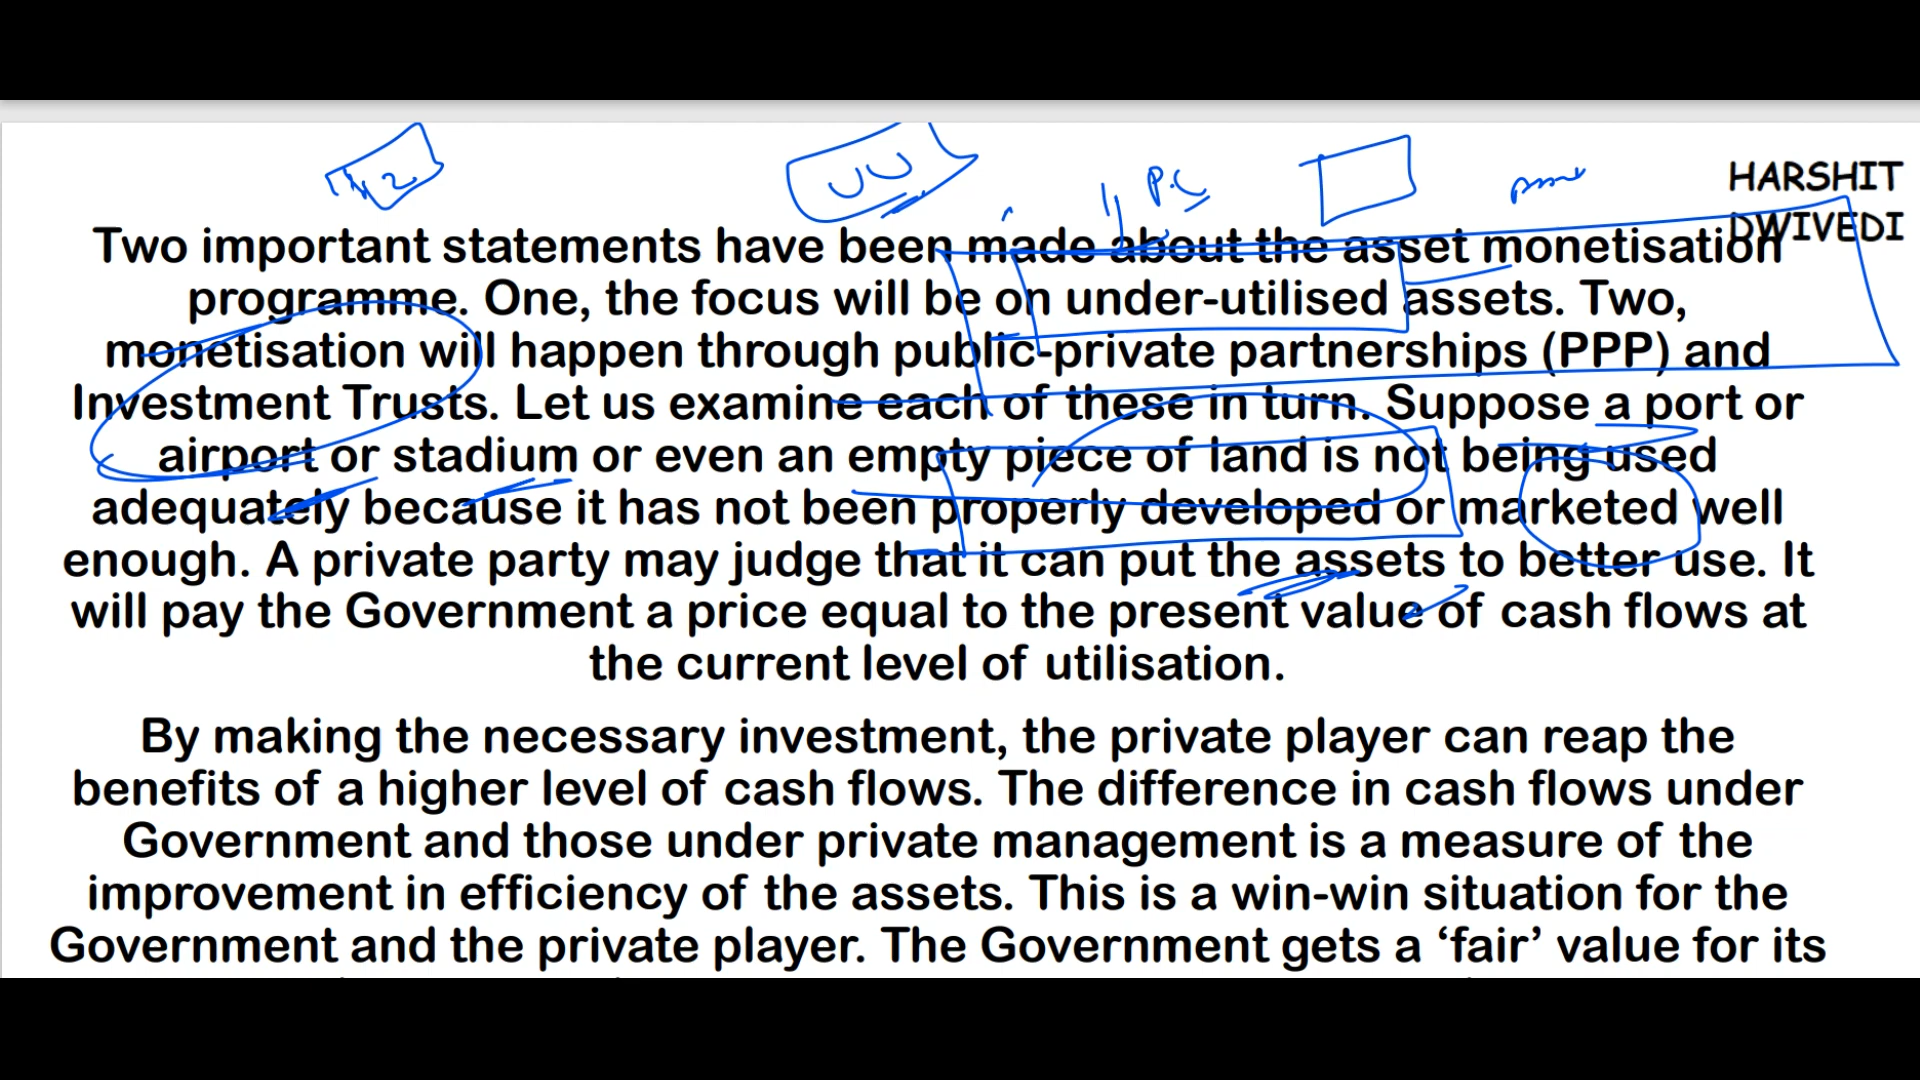 HARSHIT
DWIVEDI
Two important statements have been made about the asset monetisation
programme. One, the focus will be on under-utilised assets. Two,
monetisation will happen through public-private partnerships (PPP) and
Investment Trusts. Let us examine each of these in turn. Suppose a port or
airport or stadium or even an empty piece of land is not being used
adequately because it has not been properly developed or marketed well
enough. A private party may judge that it can put the assets to better use. It
will pay the Government a price equal to the present value of cash flows at
the current level of utilisation.
By making the necessary investment, the private player can reap the
benefits of a higher level of cash flows. The difference in cash flows under
Government and those under private management is a measure of the
improvement in efficiency of the assets. This is a win-win situation for the
Government and the private player. The Government gets a ‘fair’ value for its